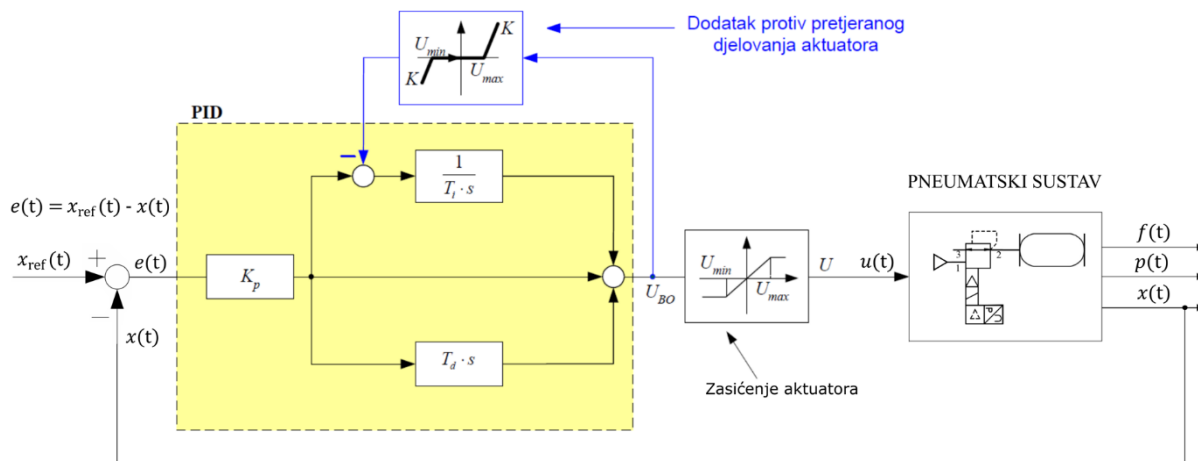 Dodatak protiv pretjeranog
djelovanja aktuatora
K
U_min
U_max
K
PID
−
1
T_i · s
PNEUMATSKI SUSTAV
e(t) = x_ref(t) - x(t)
x_ref(t)
+
e(t)
K_p
U_BO
U_min
U_max
U
u(t)
3
2
1
f(t)
p(t)
x(t)
−
x(t)
T_d · s
Zasićenje aktuatora